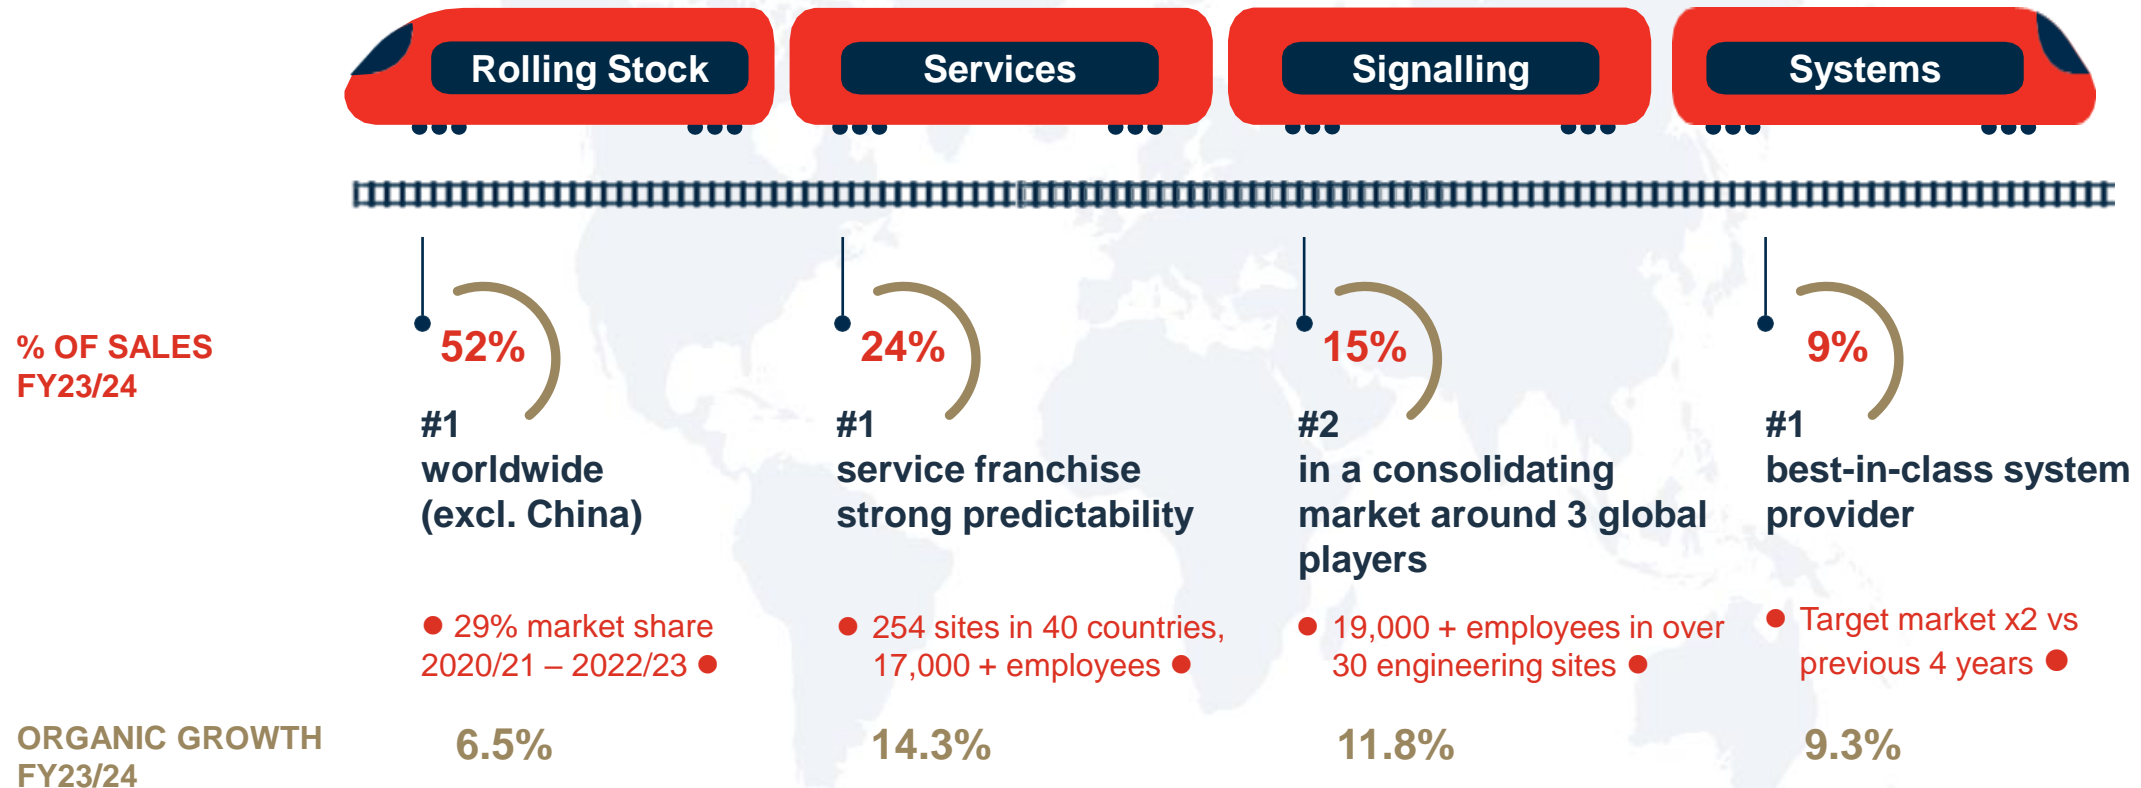 Rolling Stock
Services
Signalling
Systems
% OF SALES
FY23/24
52%
24%
15%
9%
#1
worldwide
(excl. China)
#1
service franchise
strong predictability
#2
in a consolidating
market around 3 global
players
#1
best-in-class system
provider
● 29% market share
2020/21 – 2022/23 ●
● 254 sites in 40 countries,
17,000 + employees ●
● 19,000 + employees in over
30 engineering sites ●
● Target market x2 vs
previous 4 years ●
ORGANIC GROWTH
FY23/24
6.5%
14.3%
11.8%
9.3%